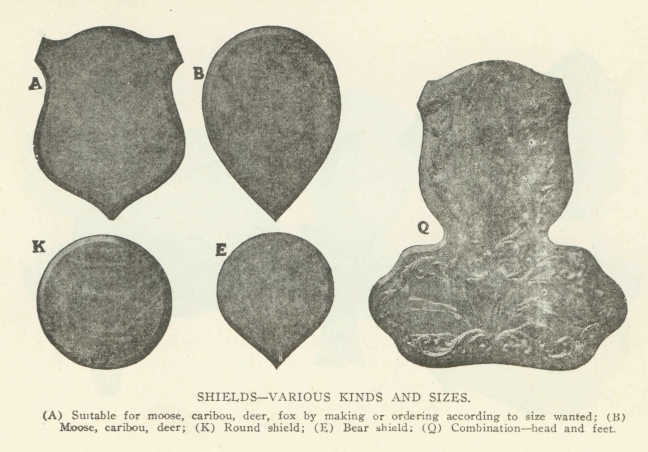 A
B
Q
K
E
SHIELDS—VARIOUS KINDS AND SIZES.
(A) Suitable for moose, caribou, deer, fox by making or ordering according to size wanted; (B)
Moose, caribou, deer; (K) Round shield; (E) Bear shield; (Q) Combination—head and feet.